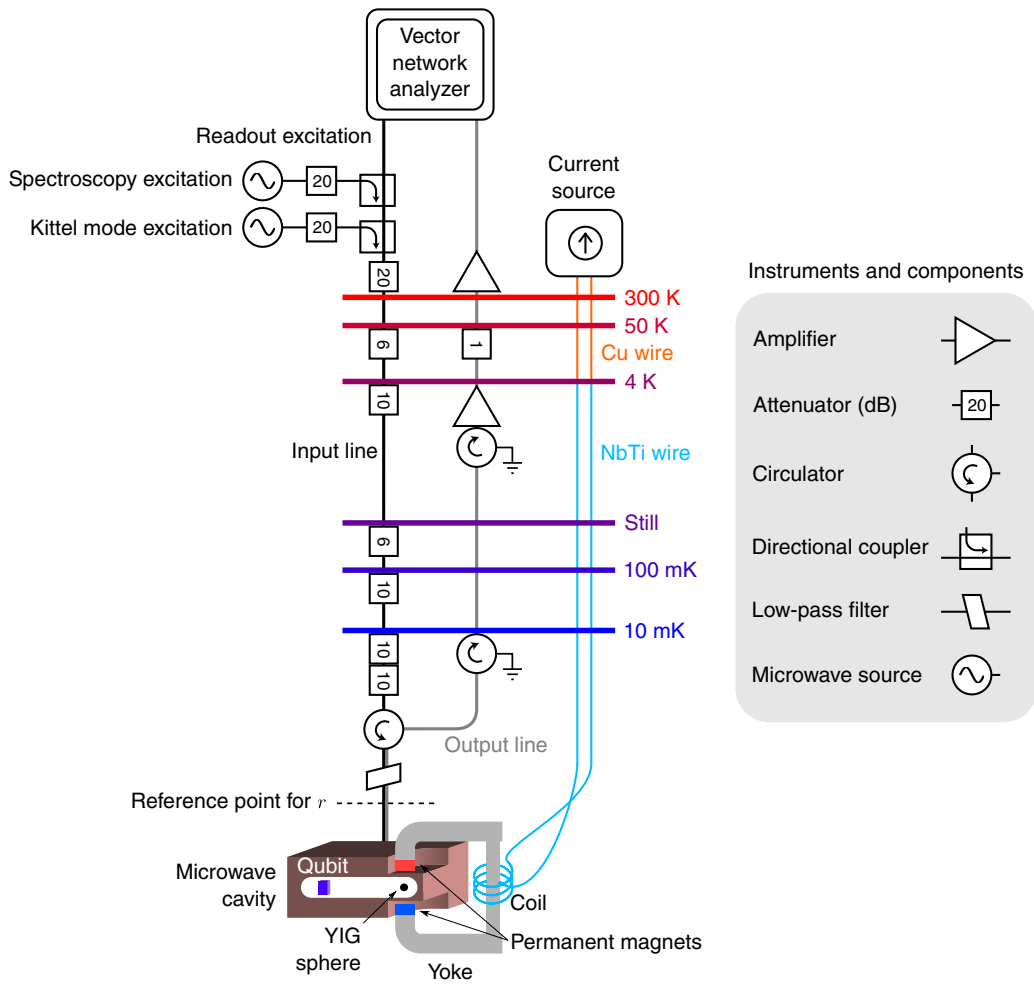 Vector
network
analyzer
Readout excitation
Spectroscopy excitation
20
Kittel mode excitation
20
20
Current
source
300 K
50 K
6
1
Cu wire
4 K
10
Input line
NbTi wire
Still
6
100 mK
10
10 mK
10
10
Output line
Reference point for r
Qubit
Microwave
cavity
YIG
sphere
Coil
Permanent magnets
Yoke
Instruments and components
Amplifier
Attenuator (dB)
20
Circulator
Directional coupler
Low-pass filter
Microwave source